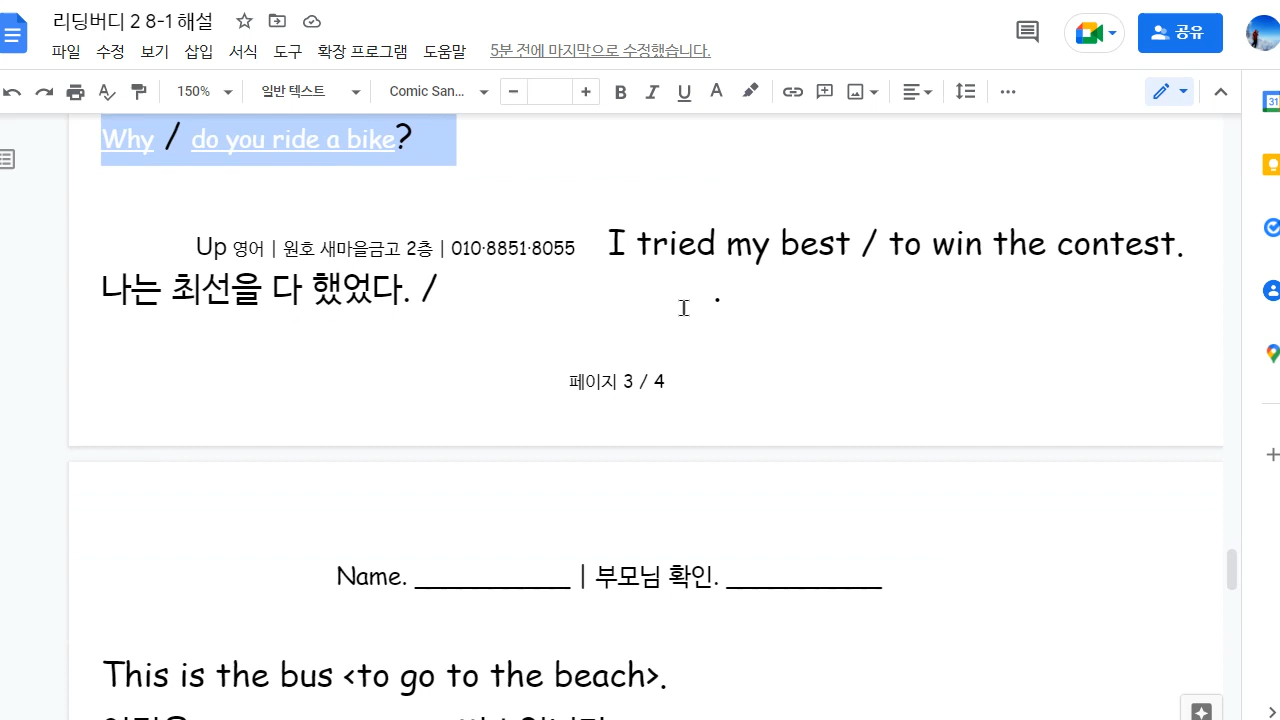 리딩버디 2 8-1 해설
파일 수정 보기 삽입 서식 도구 확장 프로그램 도움말 5분 전에 마지막으로 수정했습니다.
공유
150% 일반 텍스트 Comic San... − + B I U A
31
Why / do you ride a bike?
Up 영어 | 원호 새마을금고 2층 | 010·8851·8055 I tried my best / to win the contest.
나는 최선을 다 했었다. / .
페이지 3 / 4
Name. ___________ | 부모님 확인. ___________
This is the bus <to go to the beach>.